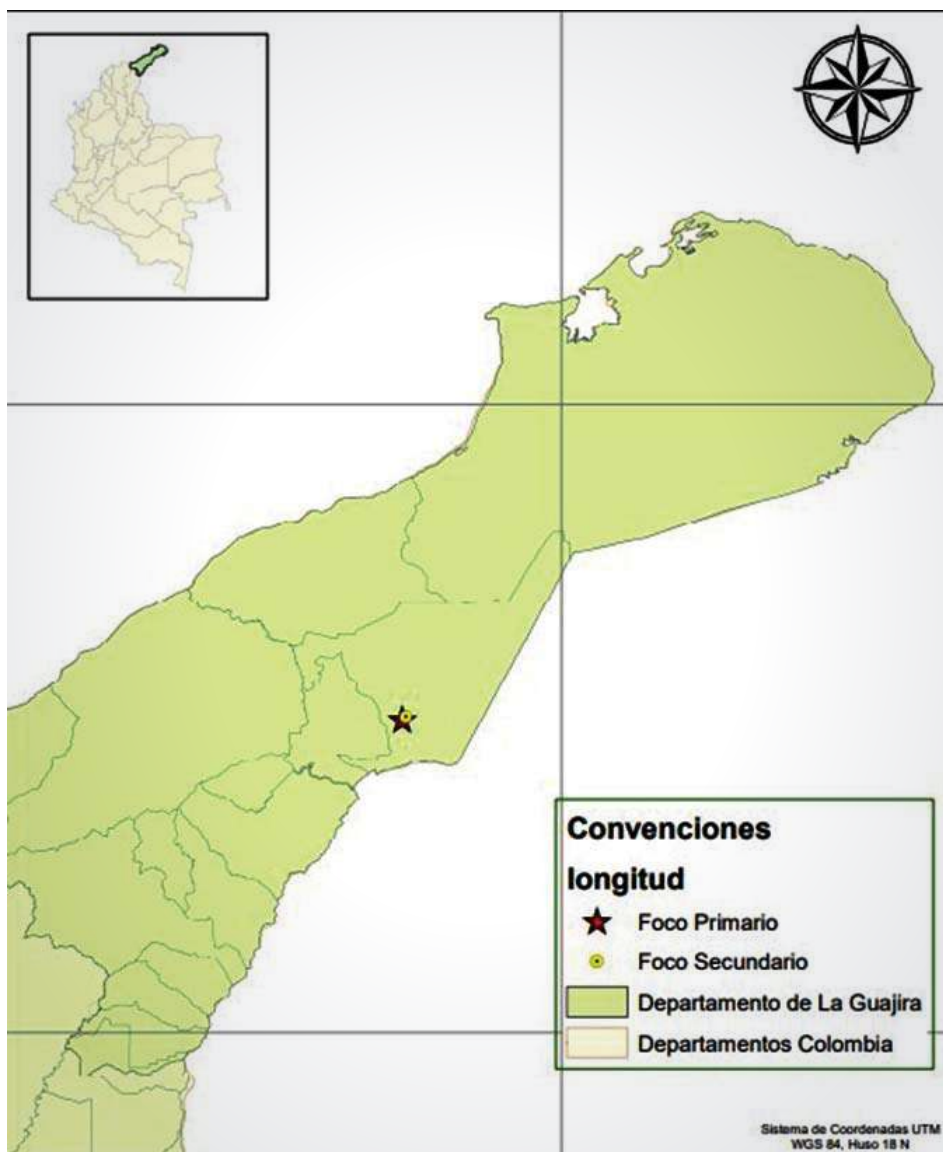 Convenciones
longitud
Foco Primario
Foco Secundario
Departamento de La Guajira
Departamentos Colombia
Sistema de Coordenadas UTM
WGS 84, Huso 18 N